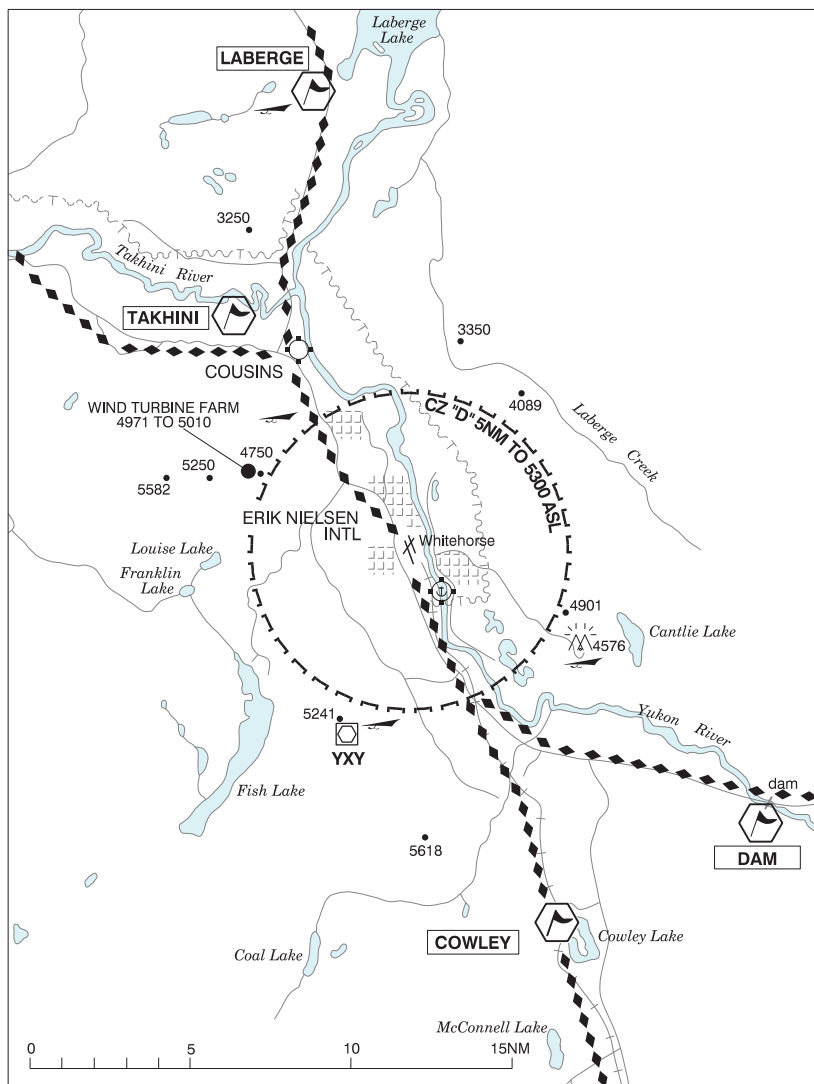 Laberge
Lake
LABERGE
3250
Takhini River
TAKHINI
3350
COUSINS
4089
CZ "D" 5NM TO 5300 ASL
WIND TURBINE FARM
4971 TO 5010
Laberge Creek
4750
5250
5582
ERIK NIELSEN
INTL
Whitehorse
Louise Lake
Franklin
Lake
4901
4576
Cantlie Lake
5241
YXY
Yukon River
Fish Lake
dam
DAM
5618
COWLEY
Cowley Lake
Coal Lake
McConnell Lake
0 5 10 15NM